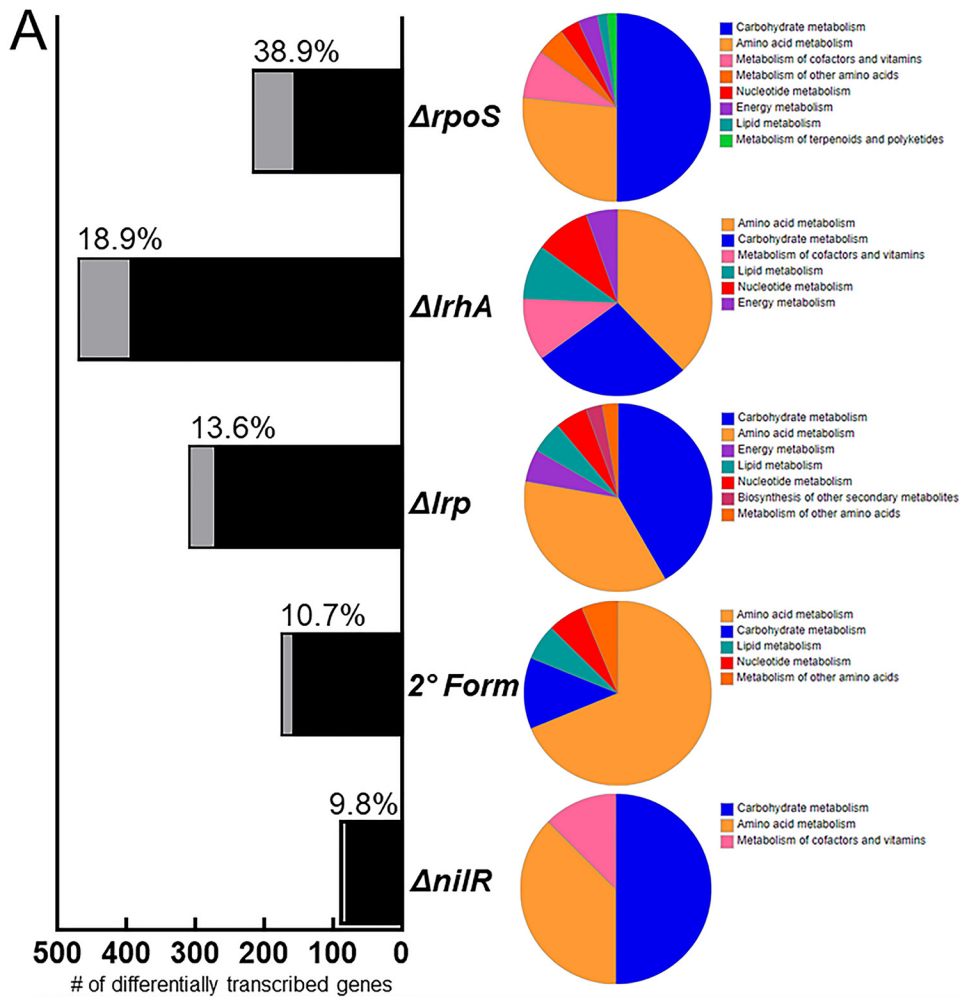 A
38.9%
ΔrpoS
Carbohydrate metabolism
Amino acid metabolism
Metabolism of cofactors and vitamins
Metabolism of other amino acids
Nucleotide metabolism
Energy metabolism
Lipid metabolism
Metabolism of terpenoids and polyketides
18.9%
ΔlrhA
Amino acid metabolism
Carbohydrate metabolism
Metabolism of cofactors and vitamins
Lipid metabolism
Nucleotide metabolism
Energy metabolism
13.6%
Δlrp
Carbohydrate metabolism
Amino acid metabolism
Energy metabolism
Lipid metabolism
Nucleotide metabolism
Biosynthesis of other secondary metabolites
Metabolism of other amino acids
10.7%
2° Form
Amino acid metabolism
Carbohydrate metabolism
Lipid metabolism
Nucleotide metabolism
Metabolism of other amino acids
9.8%
ΔnilR
Carbohydrate metabolism
Amino acid metabolism
Metabolism of cofactors and vitamins
500 400 300 200 100 0
# of differentially transcribed genes